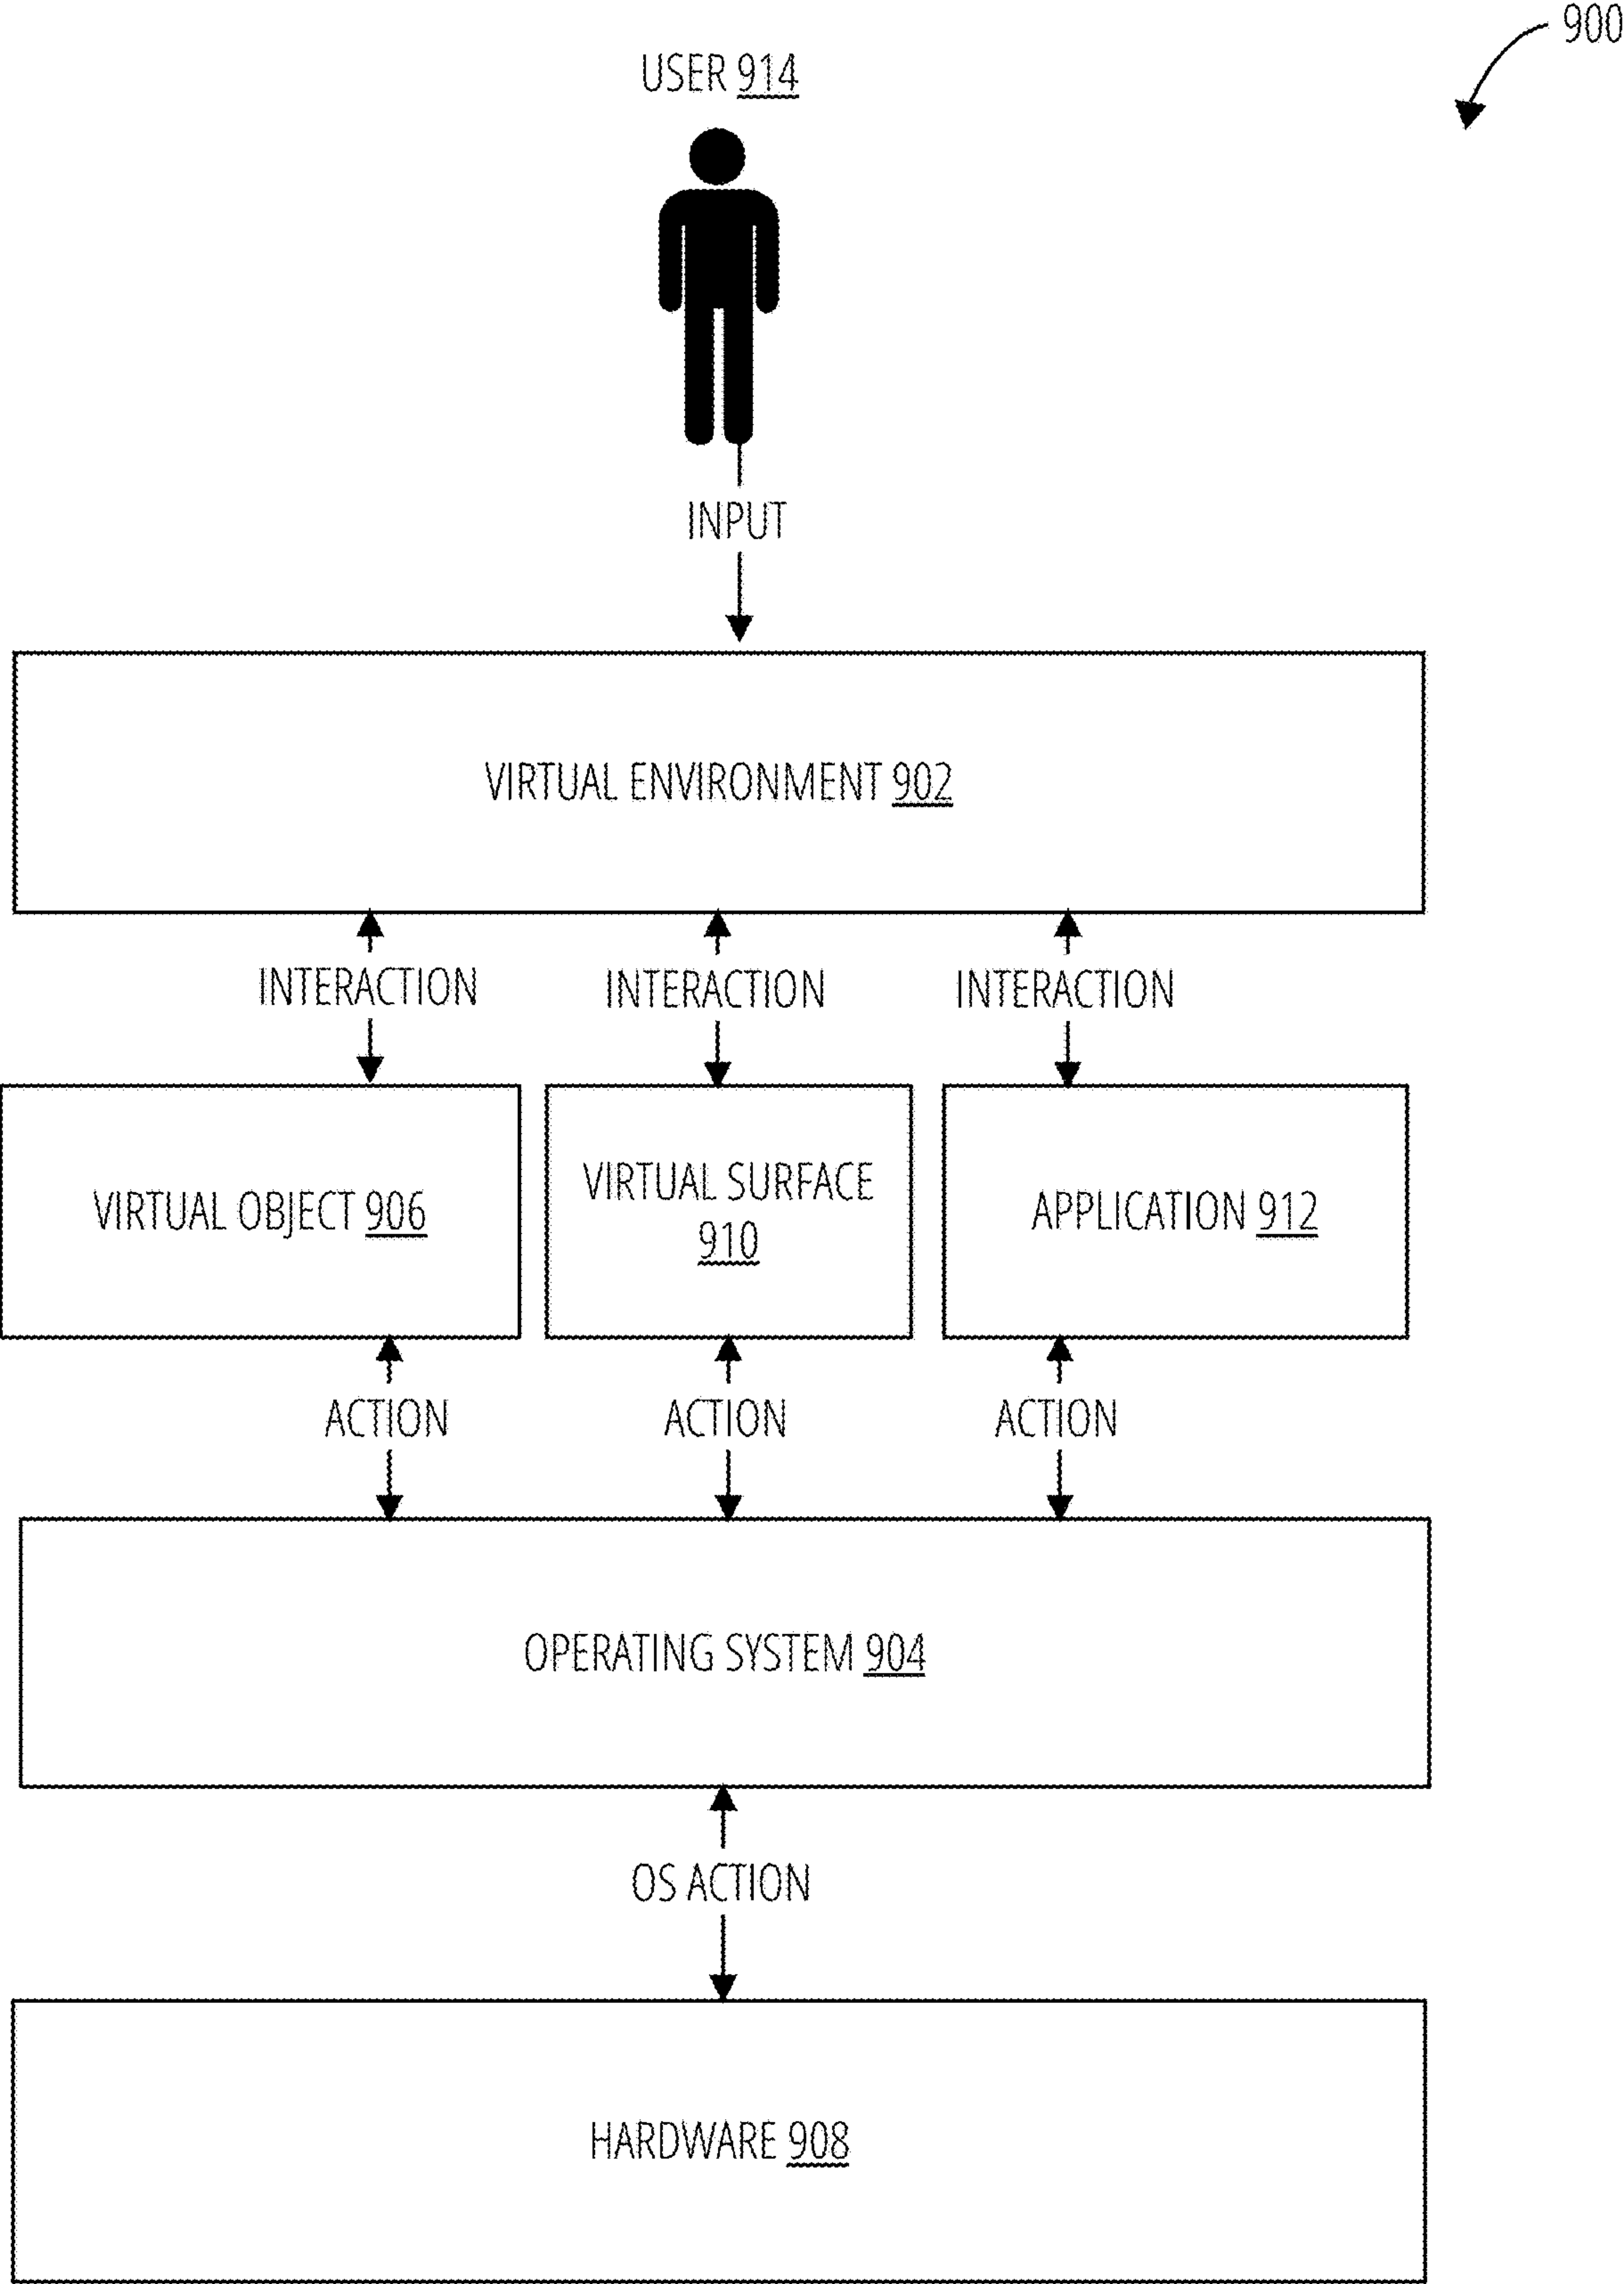 900
USER 914
INPUT
VIRTUAL ENVIRONMENT 902
INTERACTION
INTERACTION
INTERACTION
VIRTUAL OBJECT 906
VIRTUAL SURFACE
910
APPLICATION 912
ACTION
ACTION
ACTION
OPERATING SYSTEM 904
OS ACTION
HARDWARE 908